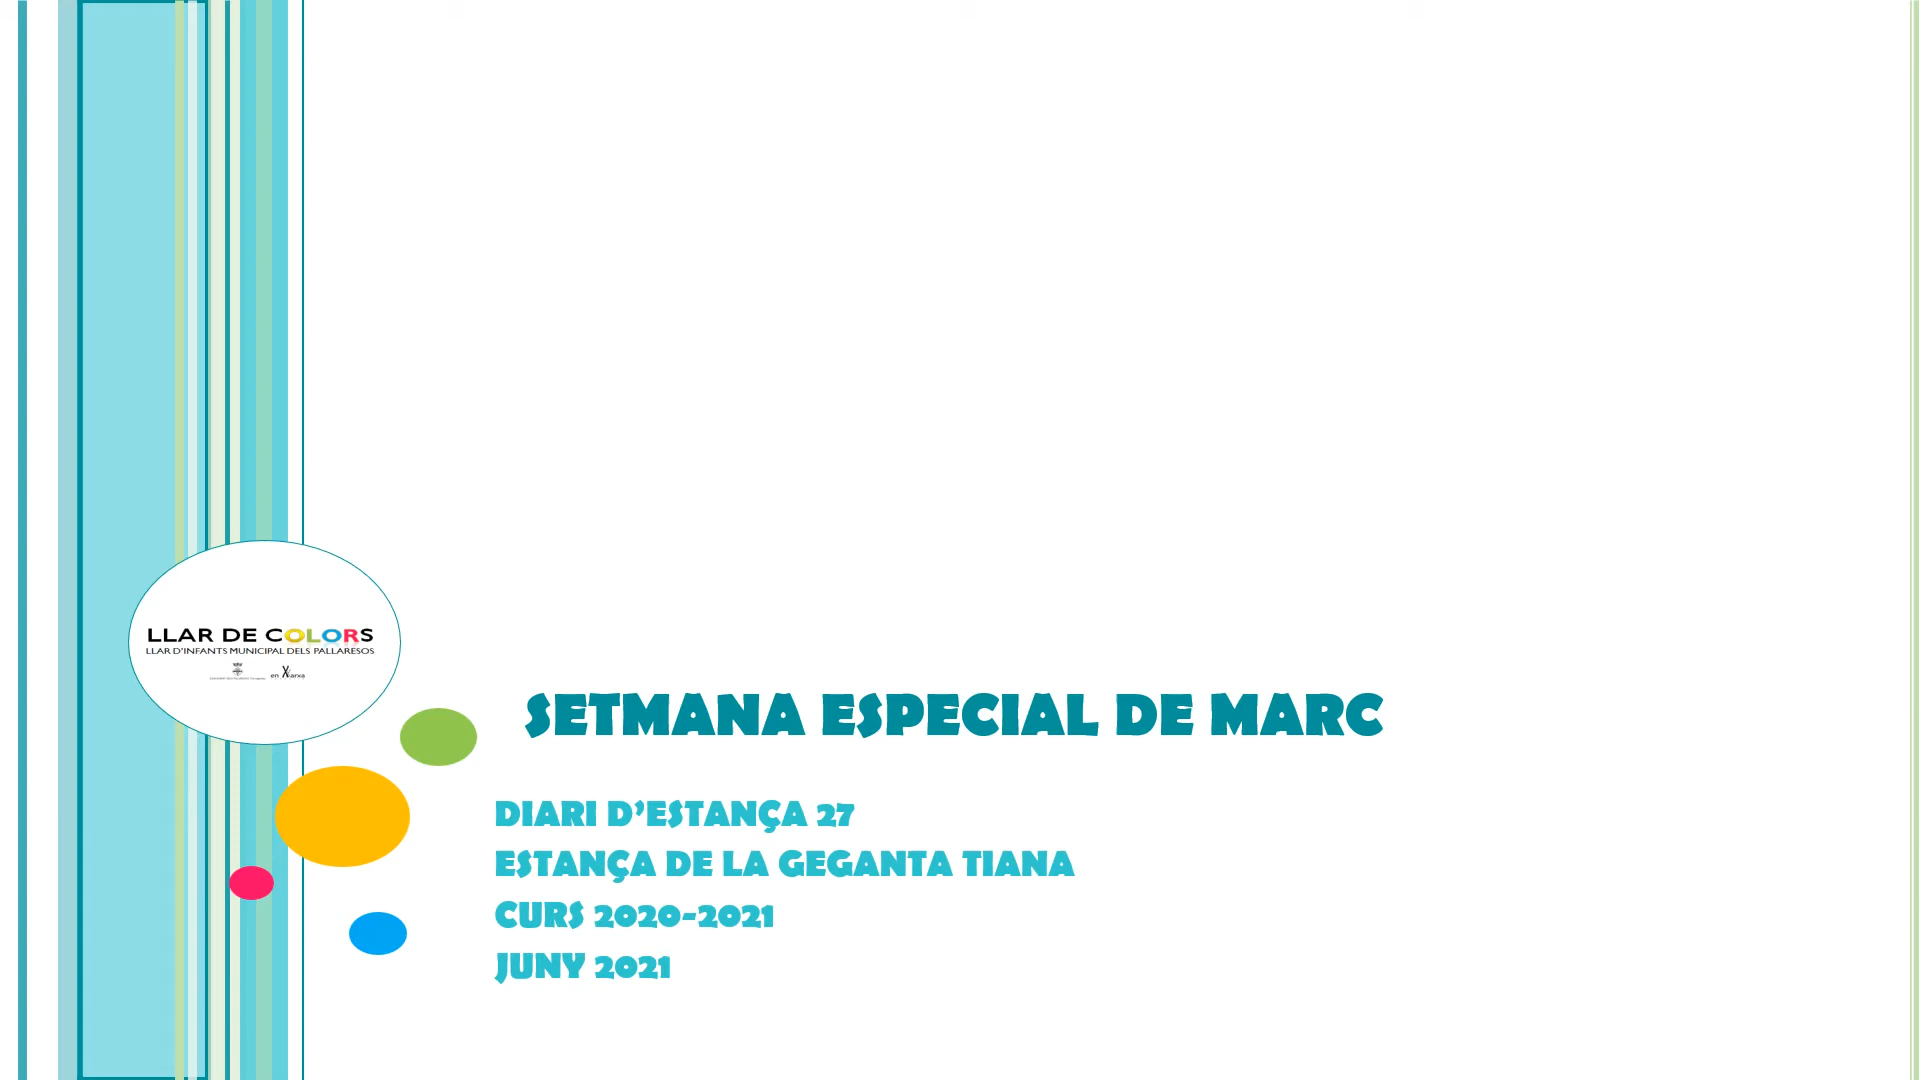 LLAR DE COLORS
LLAR D'INFANTS MUNICIPAL DELS PALLARESOS
en Xarxa
SETMANA ESPECIAL DE MARC
DIARI D’ESTANÇA 27
ESTANÇA DE LA GEGANTA TIANA
CURS 2020-2021
JUNY 2021